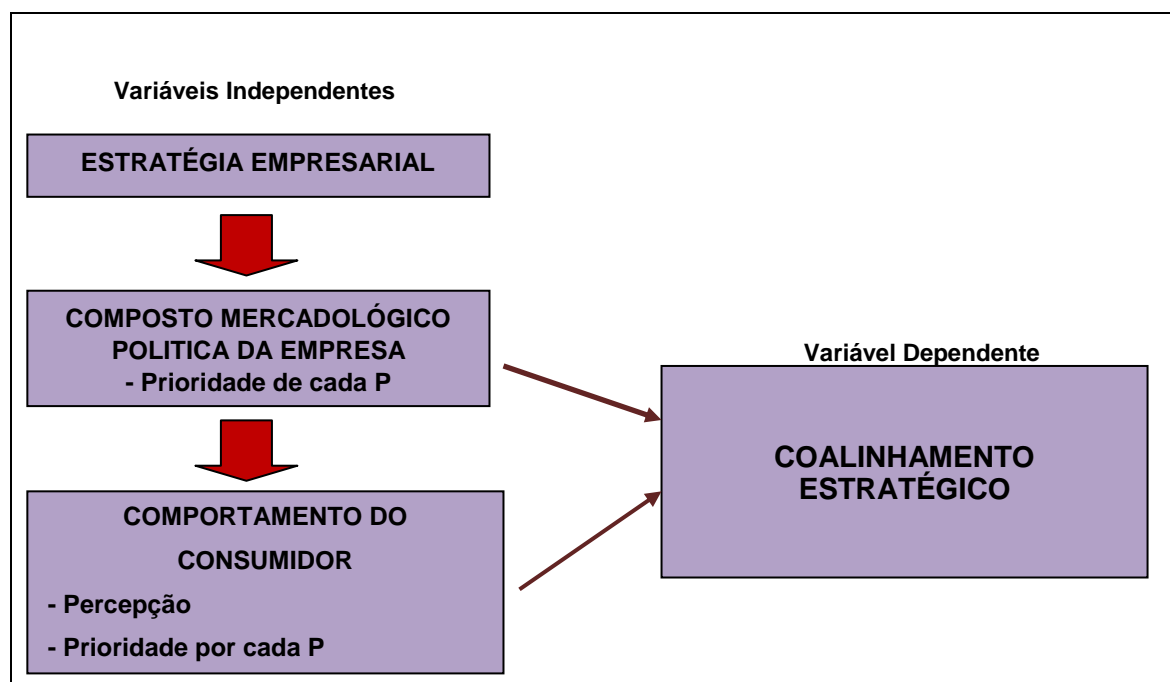 Variáveis Independentes
ESTRATÉGIA EMPRESARIAL
COMPOSTO MERCADOLÓGICO
POLITICA DA EMPRESA
- Prioridade de cada P
COMPORTAMENTO DO
CONSUMIDOR
- Percepção
- Prioridade por cada P
Variável Dependente
COALINHAMENTO
ESTRATÉGICO